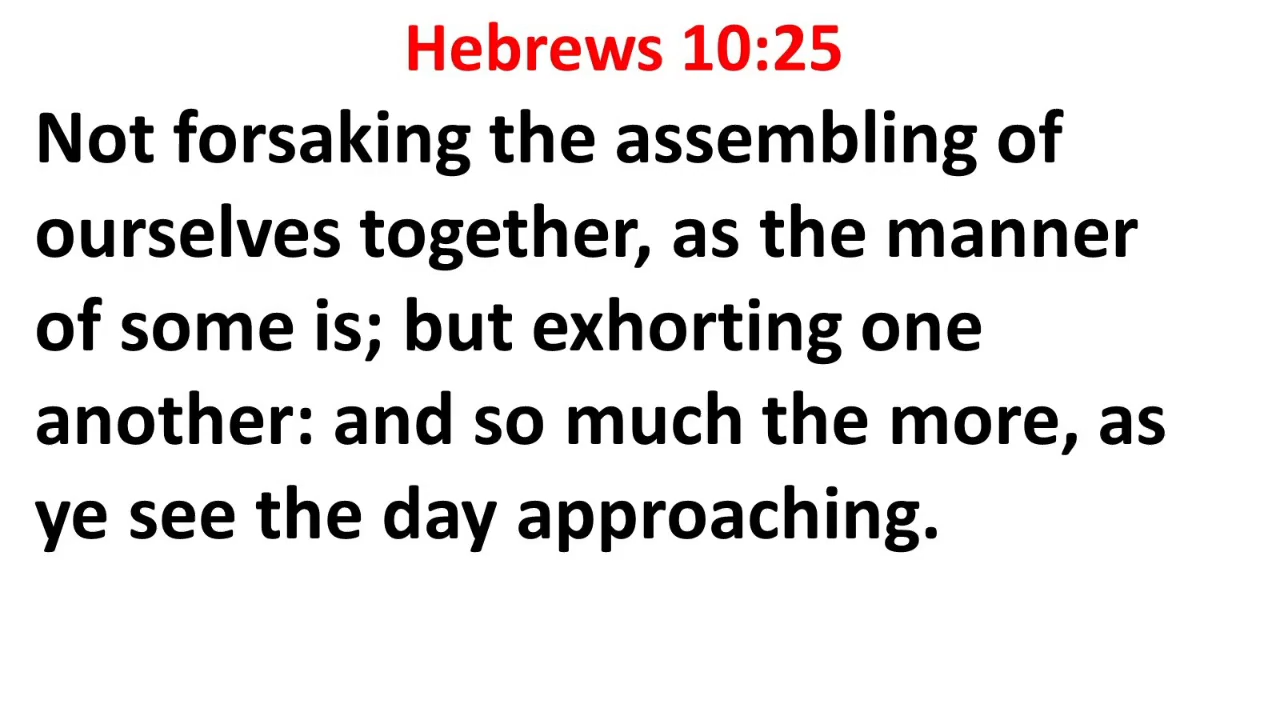 Hebrews 10:25
Not forsaking the assembling of
ourselves together, as the manner
of some is; but exhorting one
another: and so much the more, as
ye see the day approaching.